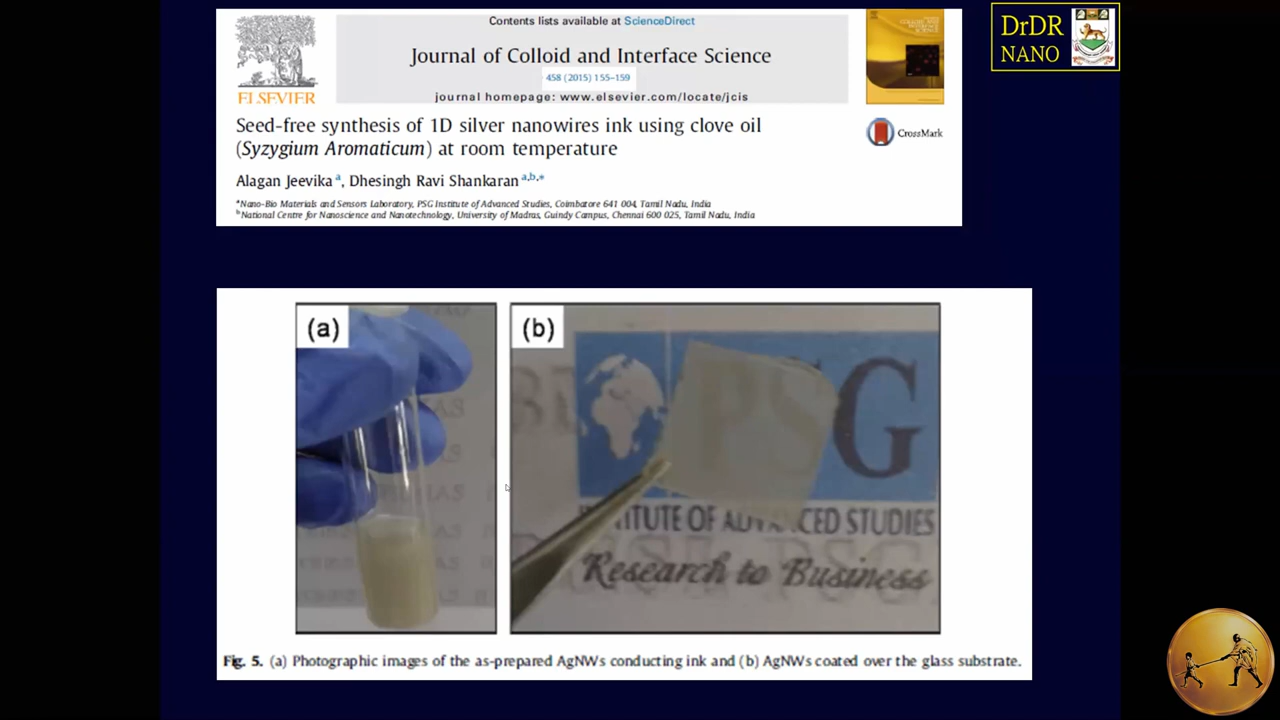 Contents lists available at ScienceDirect
Journal of Colloid and Interface Science
458 (2015) 155–159
journal homepage: www.elsevier.com/locate/jcis
ELSEVIER
DrDR
NANO
CrossMark
Seed-free synthesis of 1D silver nanowires ink using clove oil
(Syzygium Aromaticum) at room temperature
Alagan Jeevika a, Dhesingh Ravi Shankaran a,b,*
a Nano-Bio Materials and Sensors Laboratory, PSG Institute of Advanced Studies, Coimbatore 641 004, Tamil Nadu, India
b National Centre for Nanoscience and Nanotechnology, University of Madras, Guindy Campus, Chennai 600 025, Tamil Nadu, India
(a)
(b)
PSG
OF ADVANCED STUDIES
Research to Business
Fig. 5. (a) Photographic images of the as-prepared AgNWs conducting ink and (b) AgNWs coated over the glass substrate.